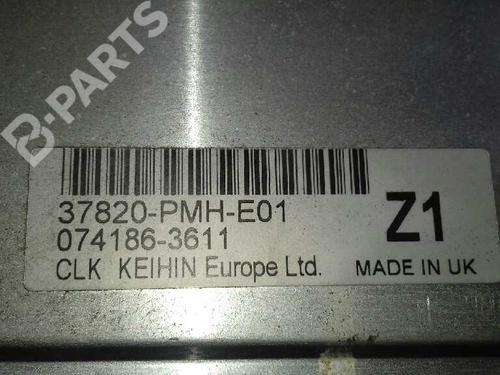 B-PARTS
37820-PMH-E01
074186-3611
Z1
CLK KEIHIN Europe Ltd.
MADE IN UK